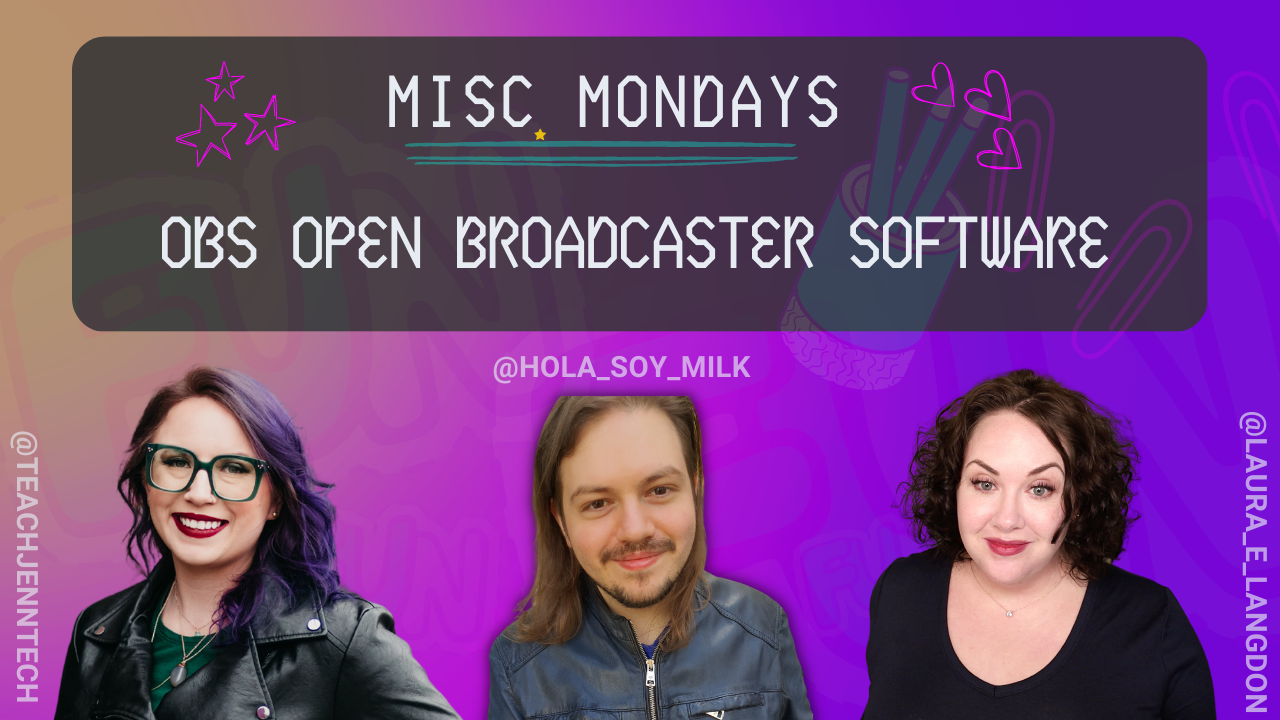 MISC MONDAYS
OBS OPEN BROADCASTER SOFTWARE
@HOLA_SOY_MILK
@TEACHJENNTECH
@LAURA_E_LANGDON